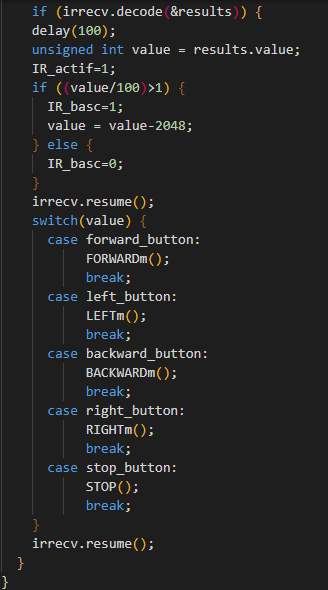 if (irrecv.decode(&results)) {
delay(100);
unsigned int value = results.value;
IR_actif=1;
if ((value/100)>1) {
IR_basc=1;
value = value-2048;
} else {
IR_basc=0;
}
irrecv.resume();
switch(value) {
case forward_button:
FORWARDm();
break;
case left_button:
LEFTm();
break;
case backward_button:
BACKWARDm();
break;
case right_button:
RIGHTm();
break;
case stop_button:
STOP();
break;
}
irrecv.resume();
}
}